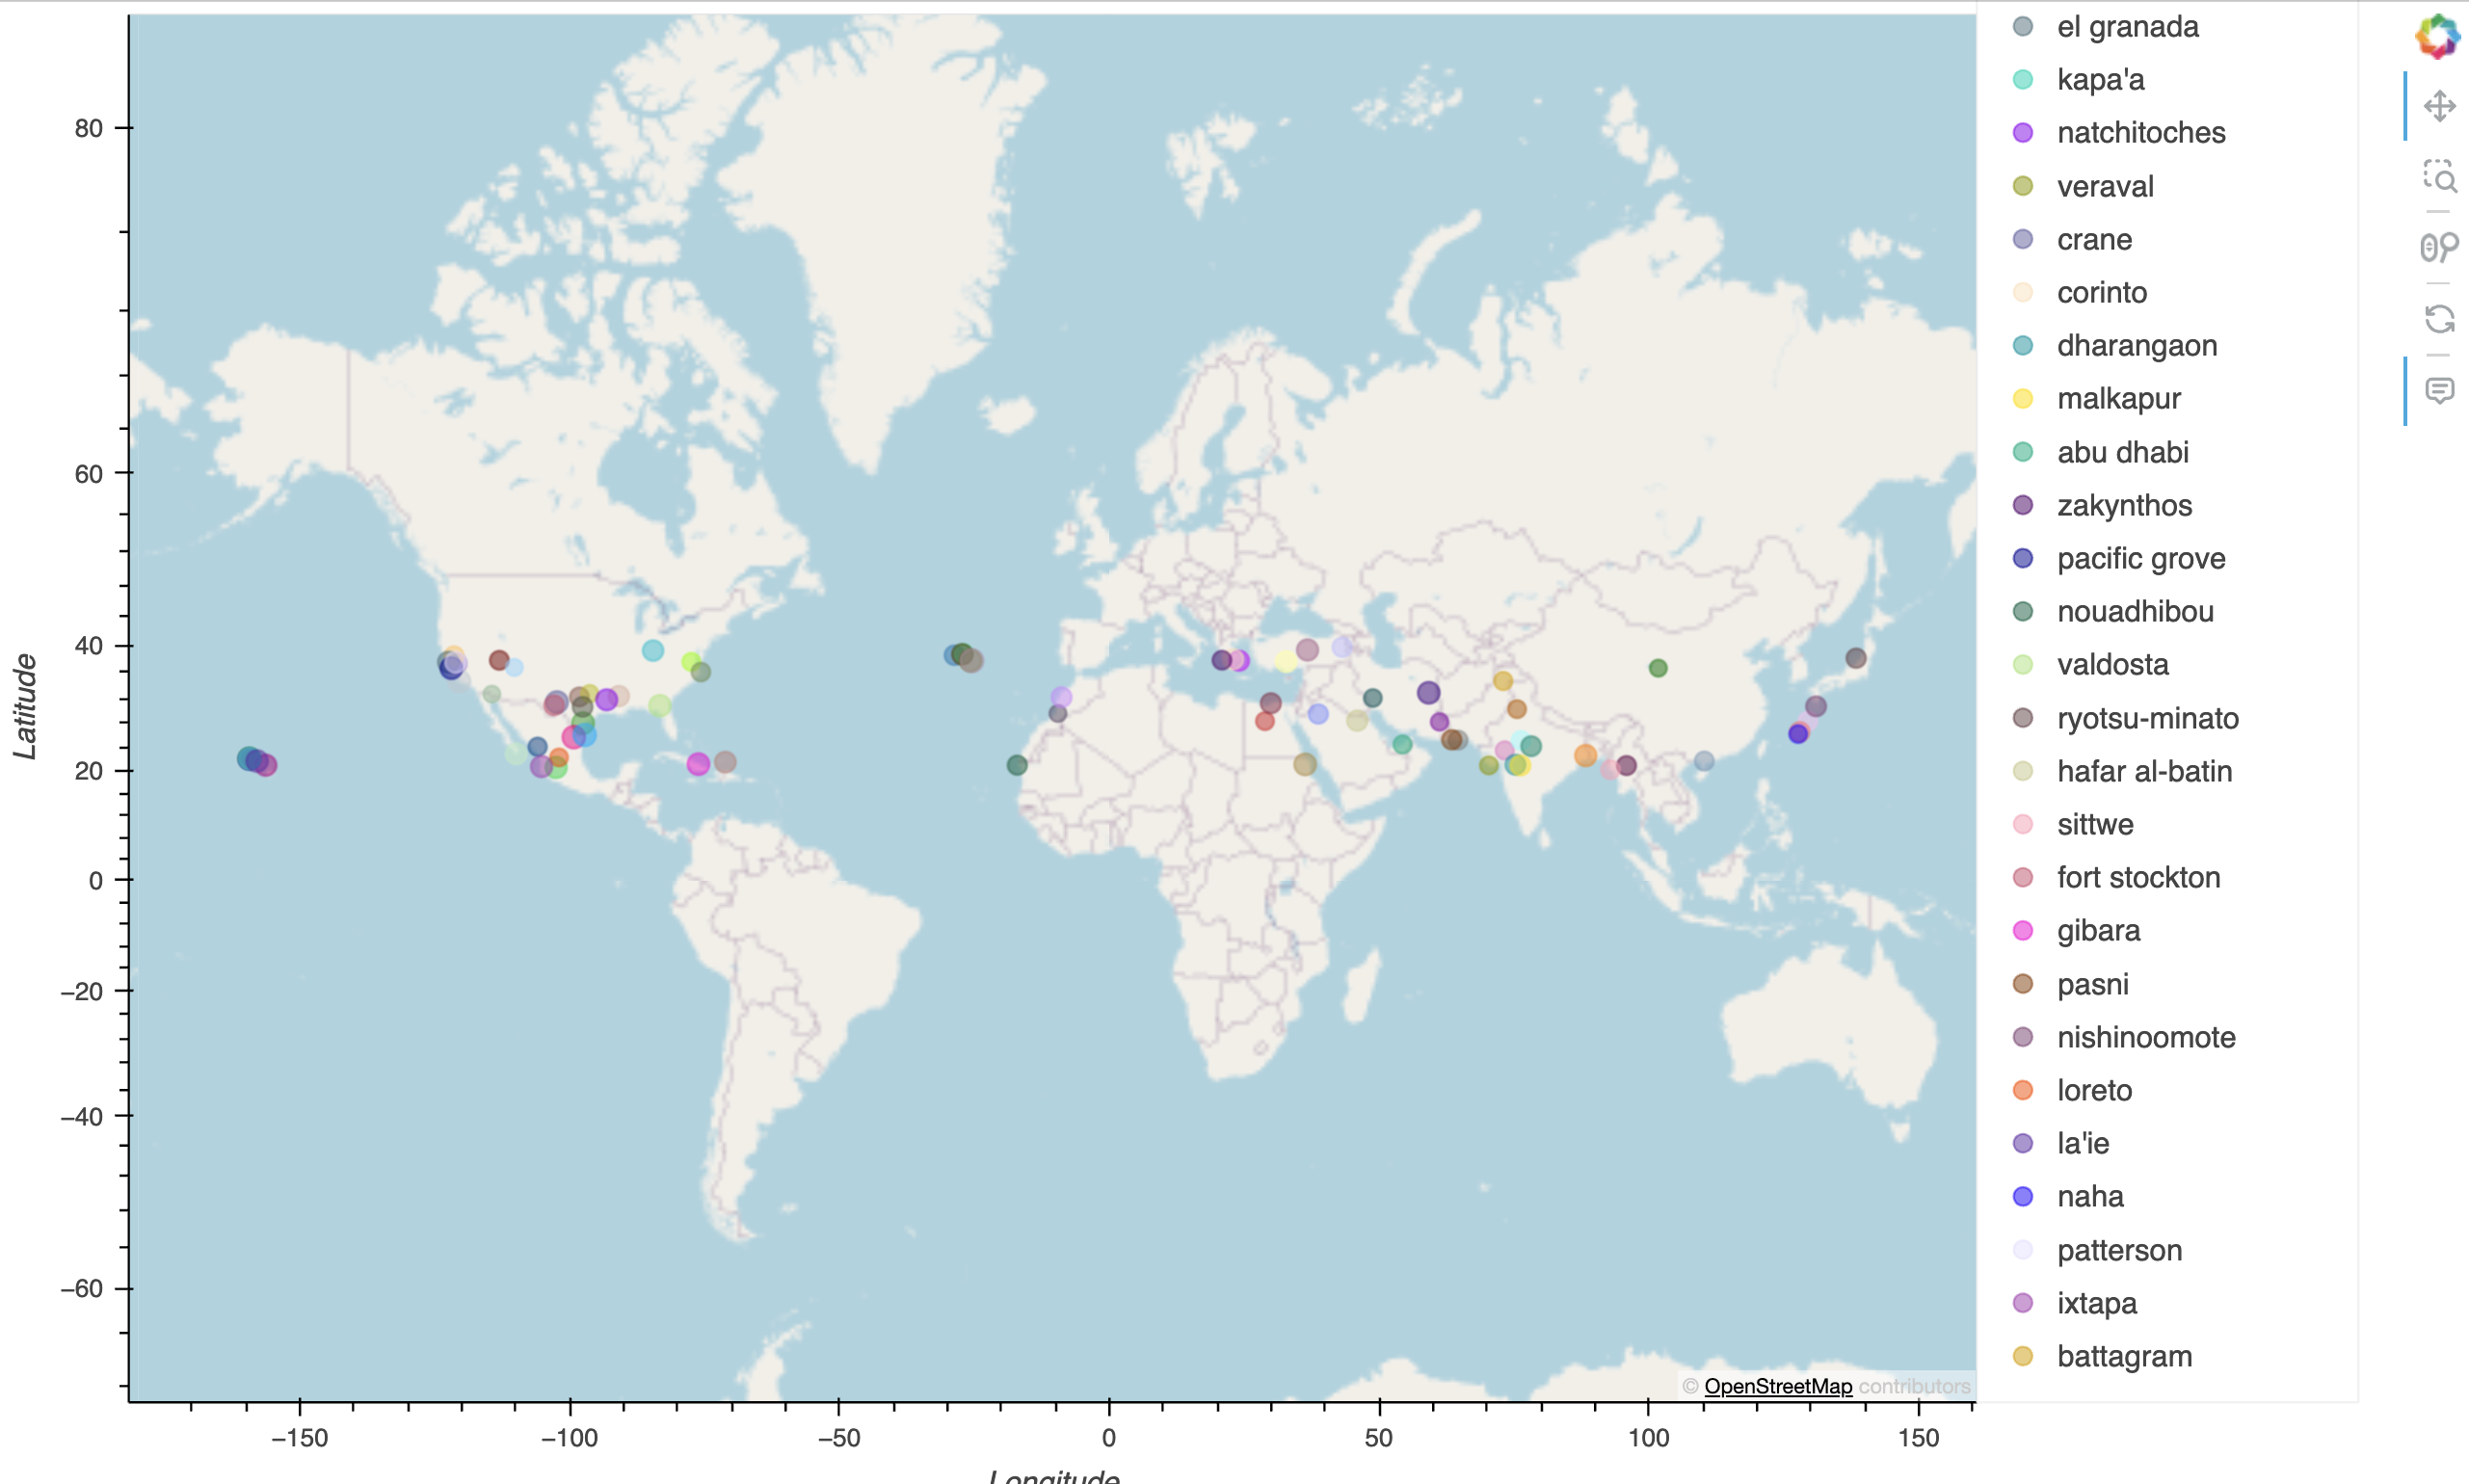 80
60
40
20
0
−20
−40
−60
Latitude
−150
−100
−50
0
50
100
150
Longitude
© OpenStreetMap contributors
el granada
kapa'a
natchitoches
veraval
crane
corinto
dharangaon
malkapur
abu dhabi
zakynthos
pacific grove
nouadhibou
valdosta
ryotsu-minato
hafar al-batin
sittwe
fort stockton
gibara
pasni
nishinoomote
loreto
la'ie
naha
patterson
ixtapa
battagram